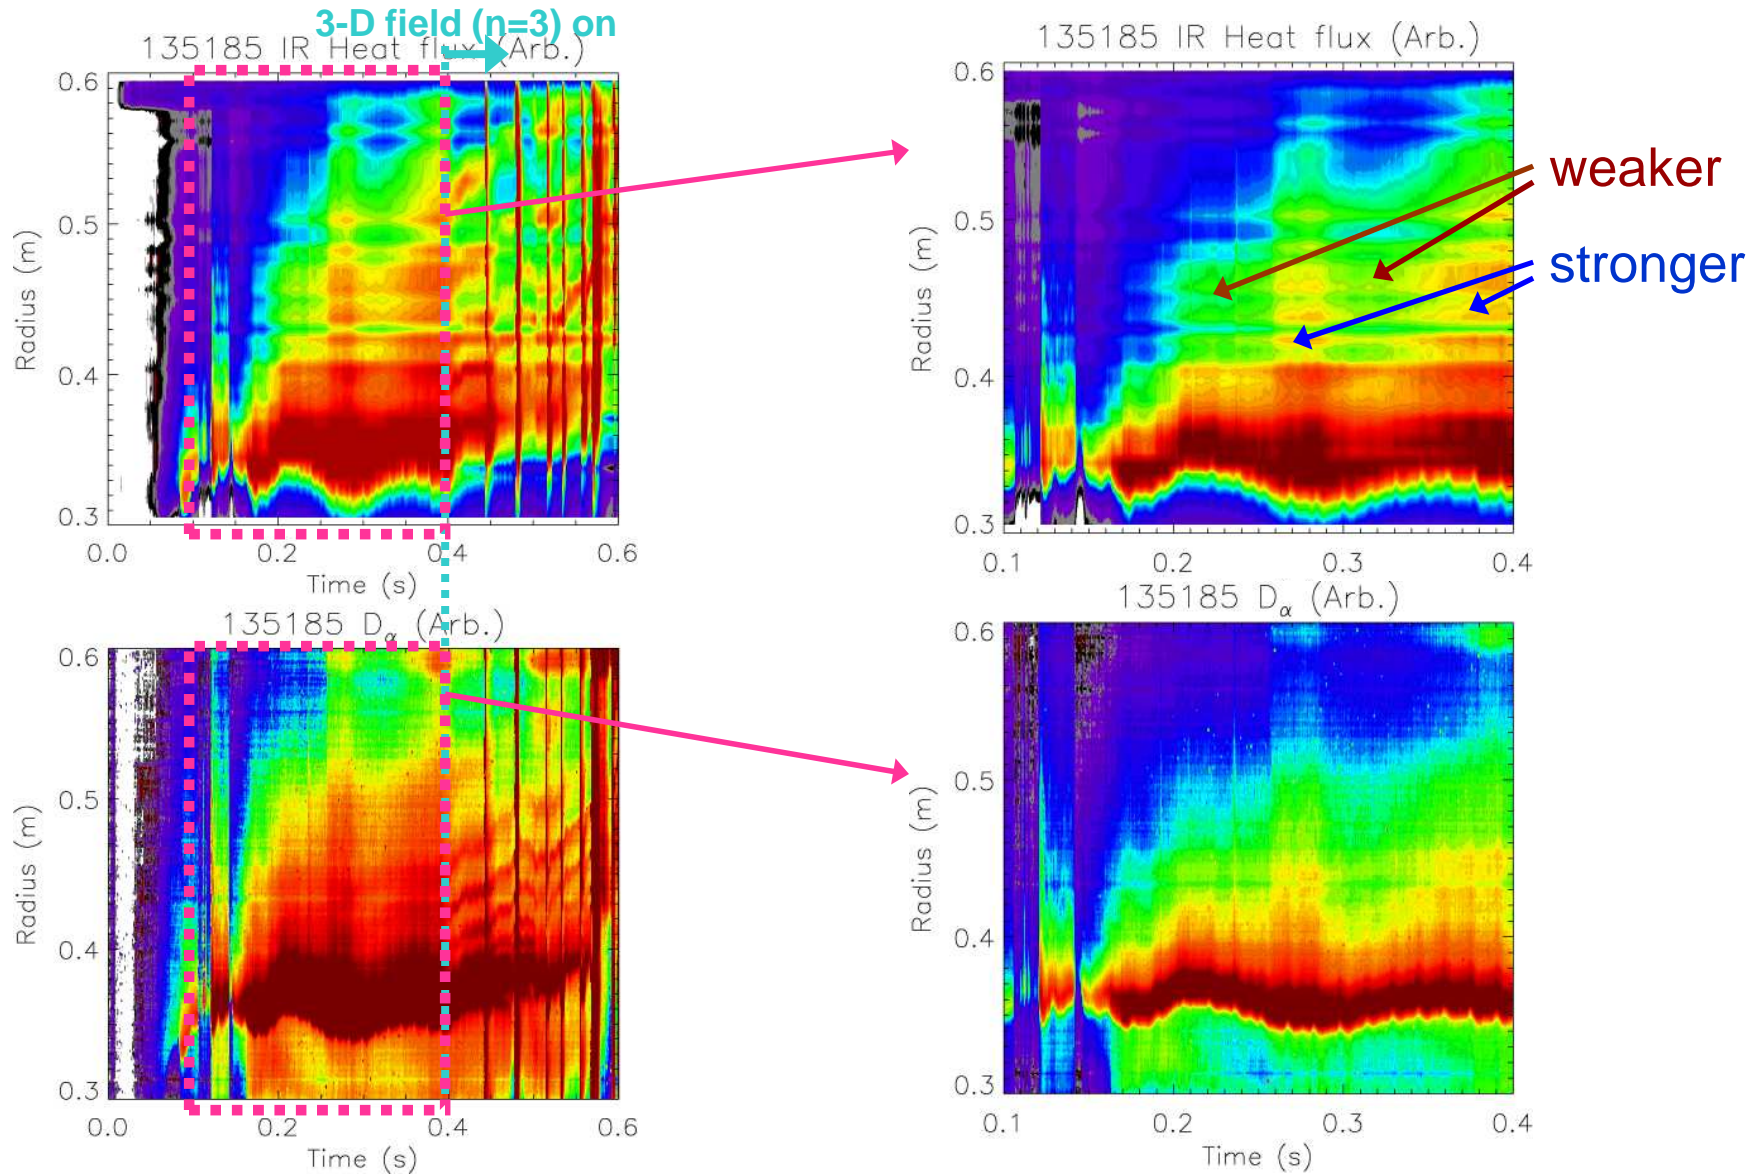 3-D field (n=3) on
135185 IR Heat flux (Arb.)
0.6
0.5
0.4
0.3
Radius (m)
0.0 0.2 0.4 0.6
Time (s)
135185 IR Heat flux (Arb.)
0.6
0.5
0.4
0.3
Radius (m)
0.1 0.2 0.3 0.4
weaker
stronger
135185 Dα (Arb.)
0.6
0.5
0.4
0.3
Radius (m)
0.0 0.2 0.4 0.6
Time (s)
135185 Dα (Arb.)
0.6
0.5
0.4
0.3
Radius (m)
0.1 0.2 0.3 0.4
Time (s)